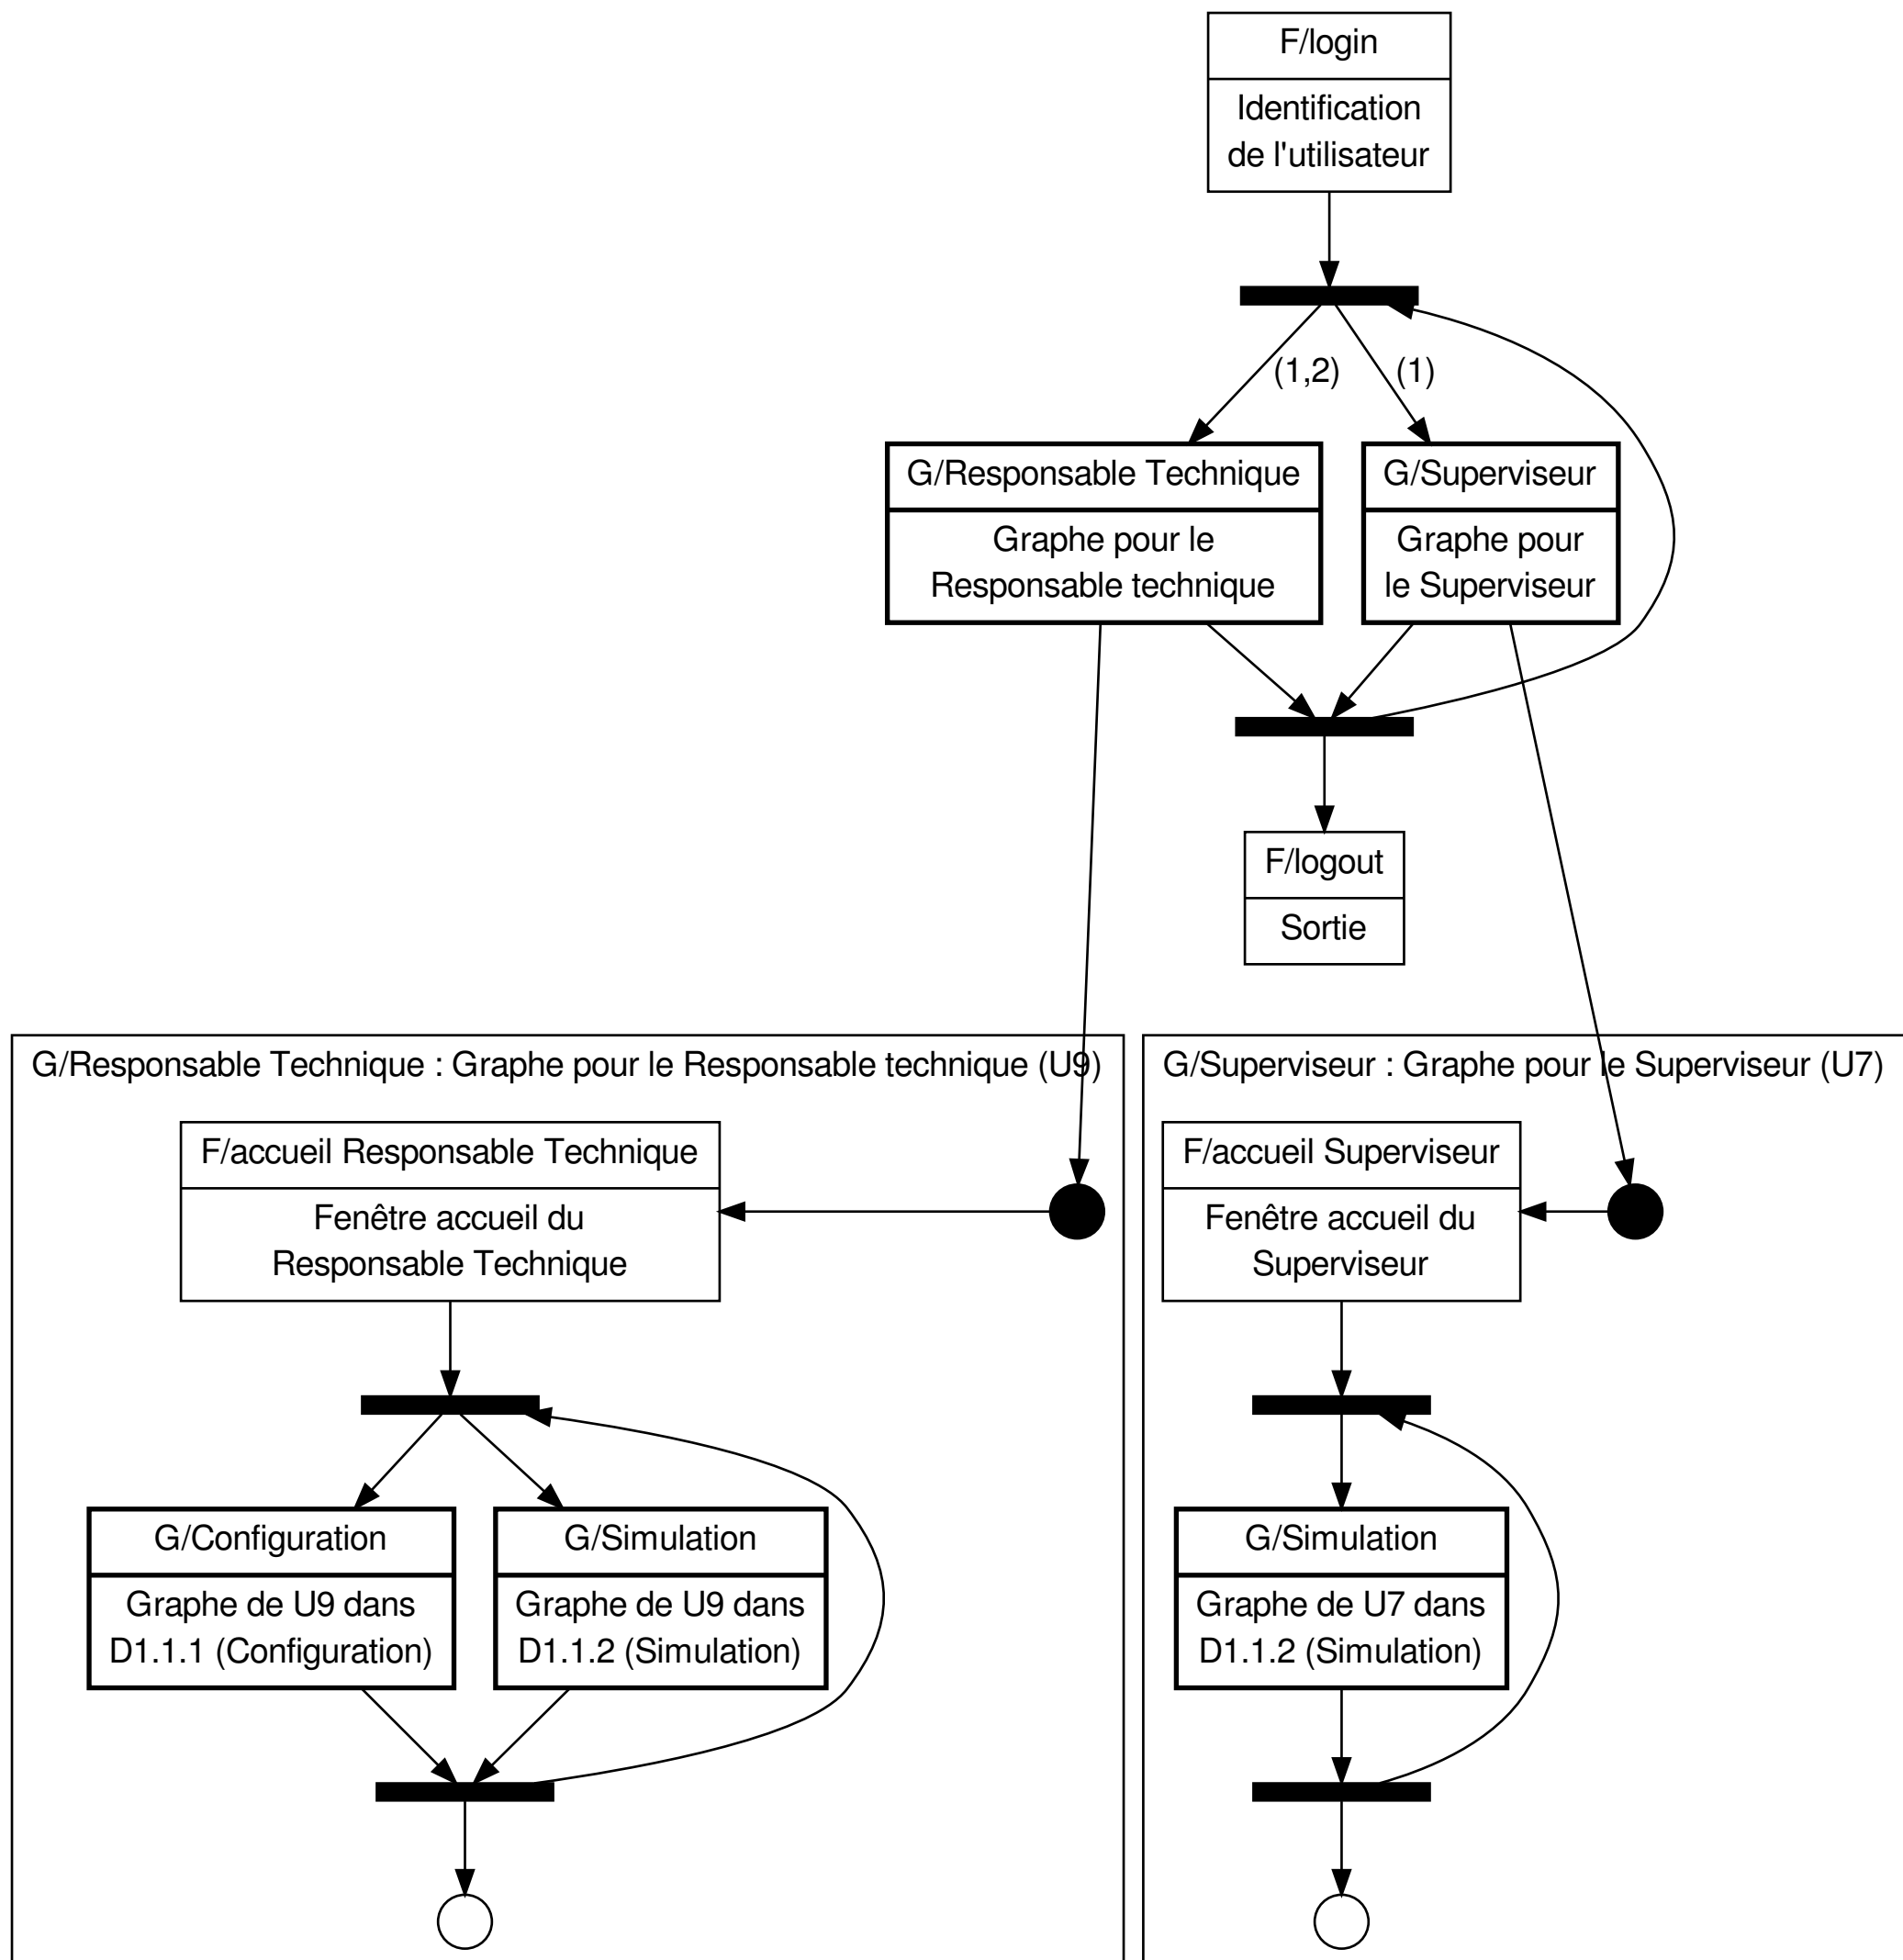 F/login
Identification
de l'utilisateur
(1,2)
(1)
G/Responsable Technique
Graphe pour le
Responsable technique
G/Superviseur
Graphe pour
le Superviseur
F/logout
Sortie
G/Responsable Technique : Graphe pour le Responsable technique (U9)
F/accueil Responsable Technique
Fenêtre accueil du
Responsable Technique
G/Configuration
Graphe de U9 dans
D1.1.1 (Configuration)
G/Simulation
Graphe de U9 dans
D1.1.2 (Simulation)
G/Superviseur : Graphe pour le Superviseur (U7)
F/accueil Superviseur
Fenêtre accueil du
Superviseur
G/Simulation
Graphe de U7 dans
D1.1.2 (Simulation)